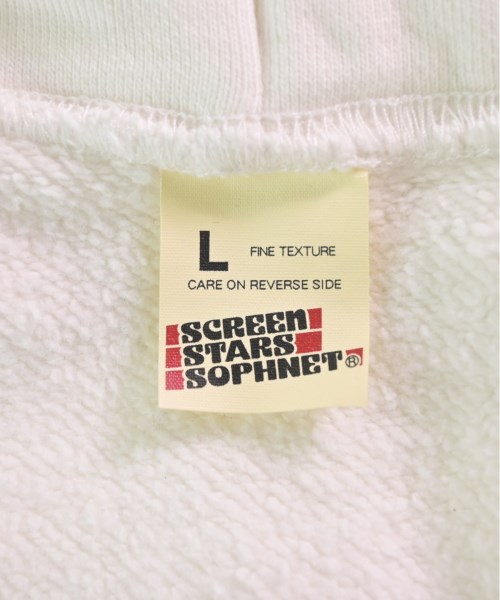 L FINE TEXTURE
CARE ON REVERSE SIDE
SCREEN
STARS
SOPHNET®